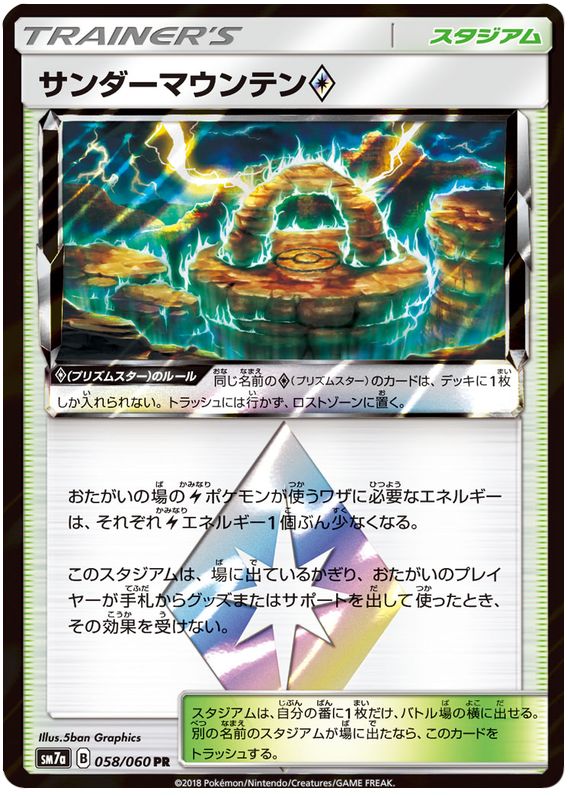 TRAINER'S スタジアム
サンダーマウンテン
(プリズムスター)のルール 同じ名前の(プリズムスター)のカードは、デッキに1枚
しか入れられない。トラッシュには行かず、ロストゾーンに置く。
おたがいの場のポケモンが使うワザに必要なエネルギー
は、それぞれエネルギー1個ぶん少なくなる。
このスタジアムは、場に出ているかぎり、おたがいのプレイ
ヤーが手札からグッズまたはサポートを出して使ったとき、
その効果を受けない。
スタジアムは、自分の番に1枚だけ、バトル場の横に出せる。
別の名前のスタジアムが場に出たなら、このカードを
トラッシュする。
Illus.5ban Graphics
sm7a B 058/060 PR
©2018 Pokémon/Nintendo/Creatures/GAME FREAK.